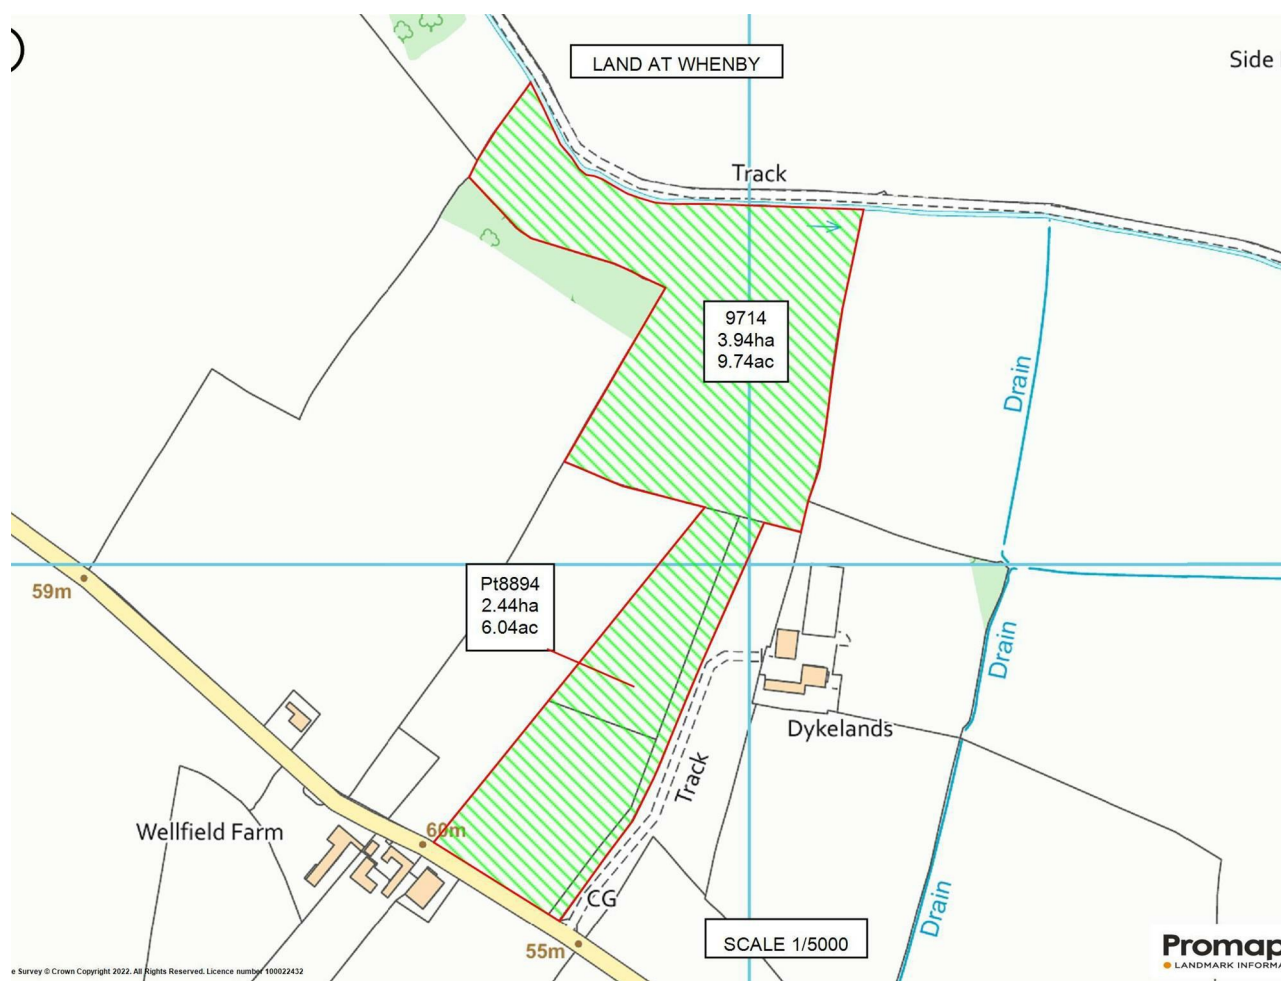 LAND AT WHENBY
Side
Track
9714
3.94ha
9.74ac
Drain
59m
Pt8894
2.44ha
6.04ac
Drain
Dykelands
Track
Wellfield Farm
60m
CG
Drain
55m
SCALE 1/5000
Promap
LANDMARK INFORMA
e Survey © Crown Copyright 2022. All Rights Reserved. Licence number 100022432